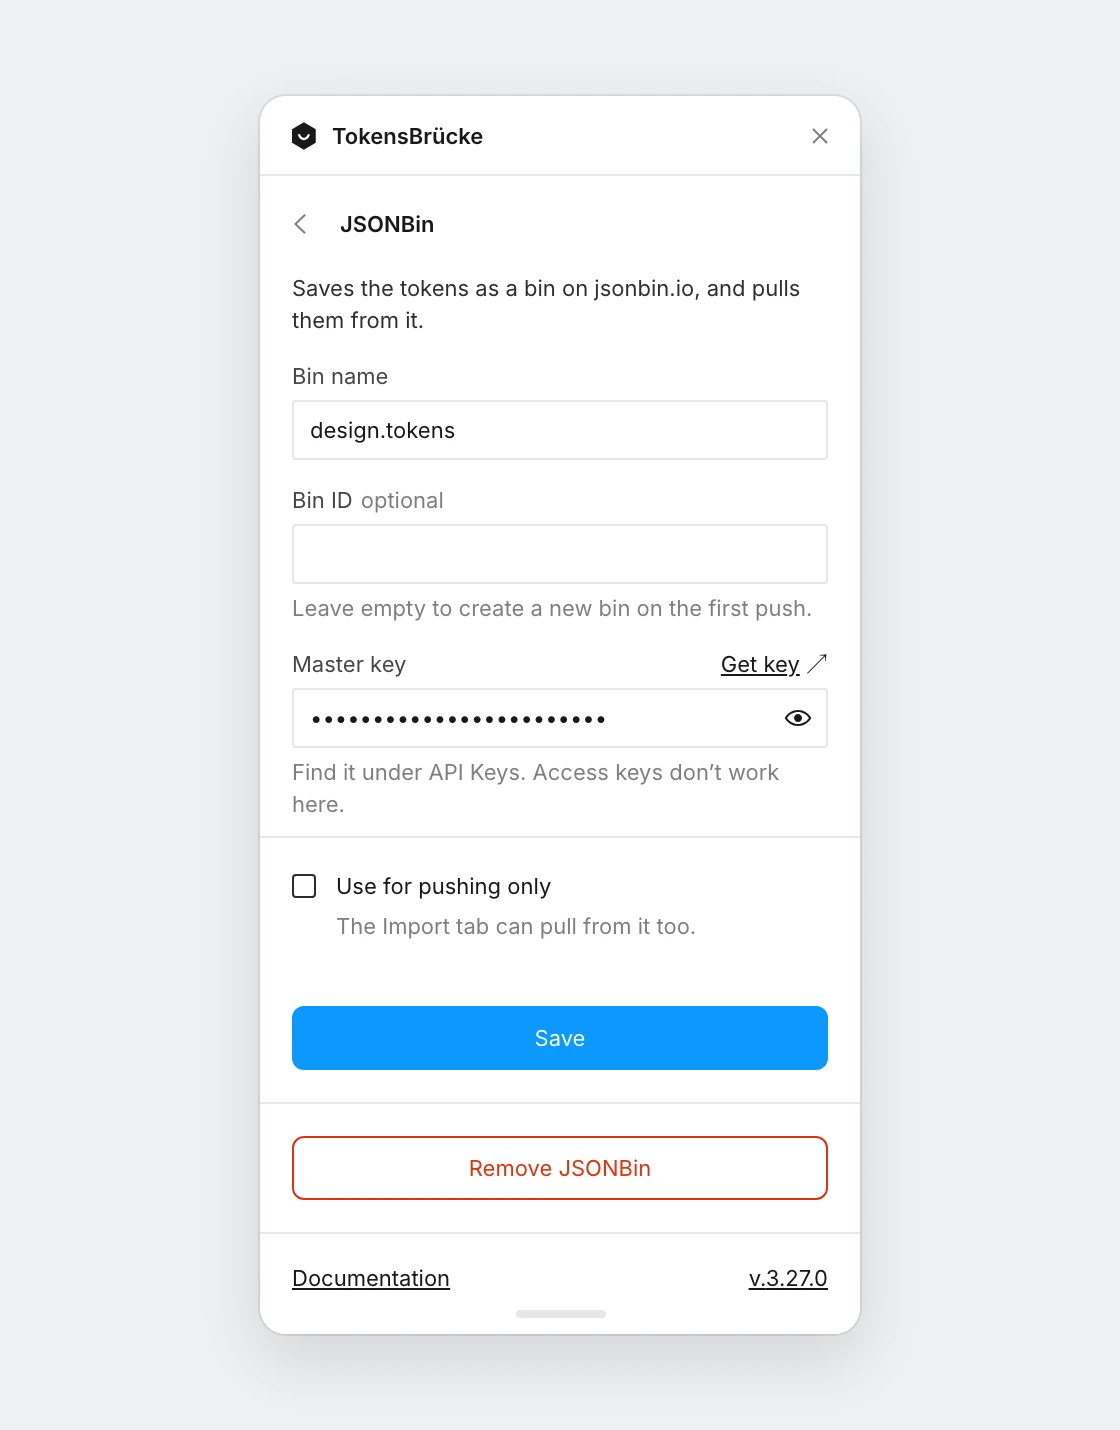 TokensBrücke
JSONBin
Saves the tokens as a bin on jsonbin.io, and pulls
them from it.
Bin name
design.tokens
Bin ID optional
Leave empty to create a new bin on the first push.
Master key
Get key
••••••••••••••••••••••••
Find it under API Keys. Access keys don’t work
here.
Use for pushing only
The Import tab can pull from it too.
Save
Remove JSONBin
Documentation
v.3.27.0